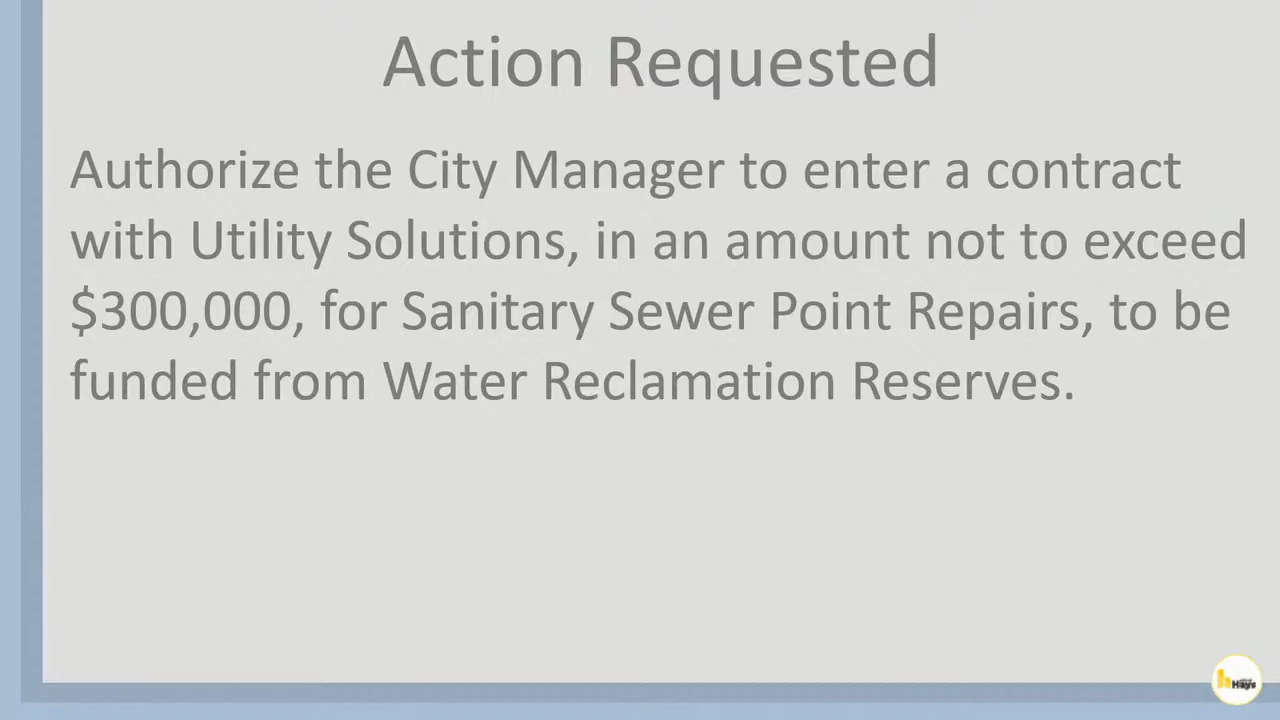 Action Requested
Authorize the City Manager to enter a contract
with Utility Solutions, in an amount not to exceed
$300,000, for Sanitary Sewer Point Repairs, to be
funded from Water Reclamation Reserves.
Hays